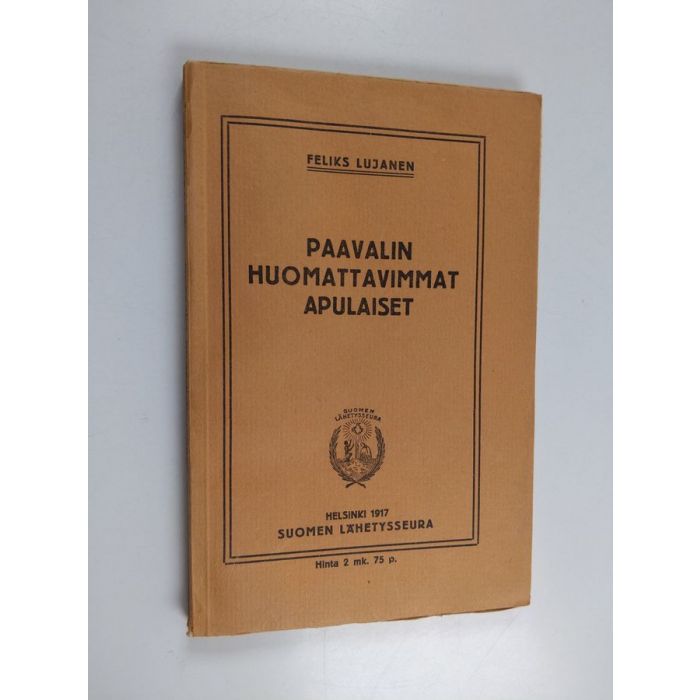 FELIKS LUJANEN
PAAVALIN
HUOMATTAVIMMAT
APULAISET
SUOMEN
LÄHETYSSEURA
HELSINKI 1917
SUOMEN LÄHETYSSEURA
Hinta 2 mk. 75 p.